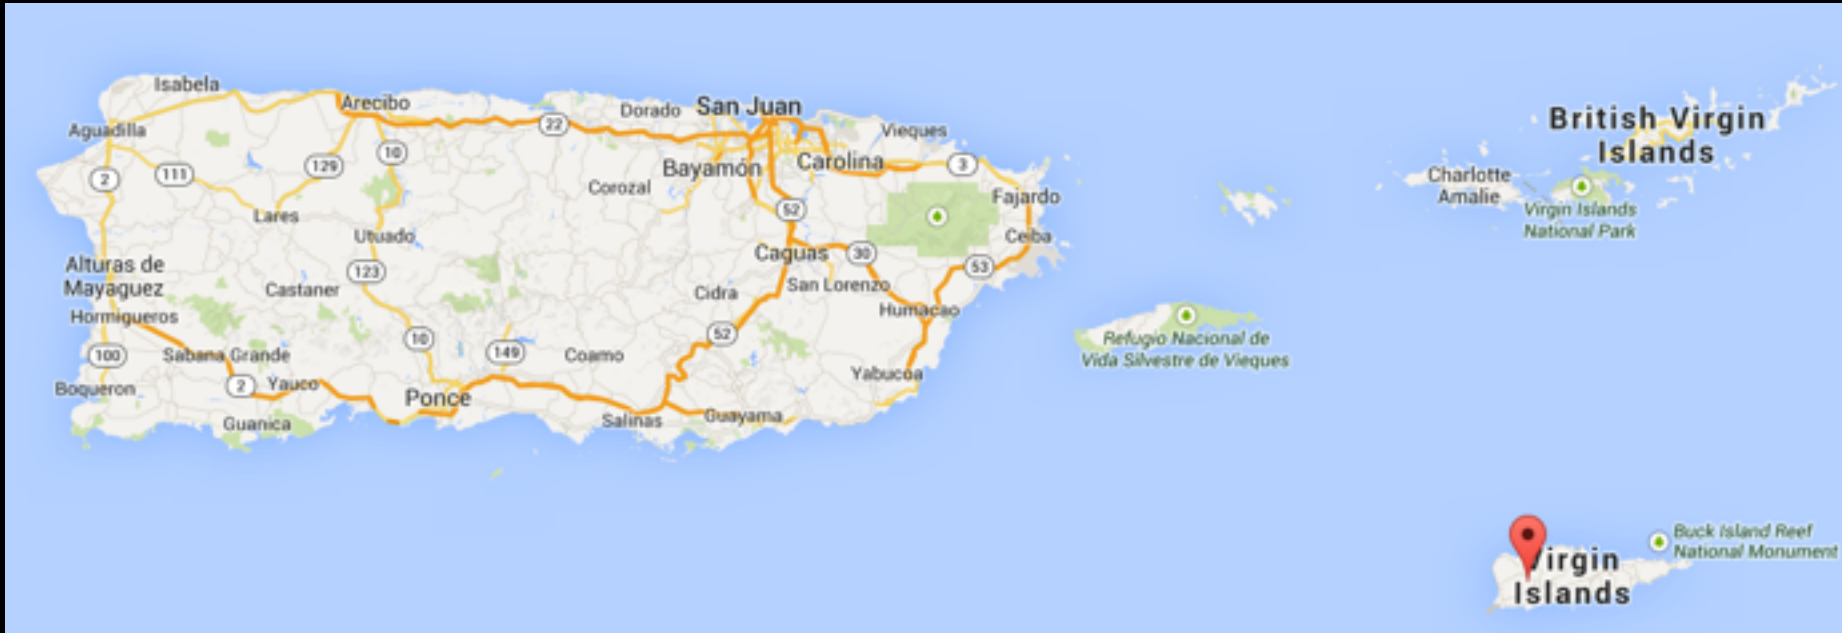 Isabela
Arecibo
Dorado
San Juan
British Virgin
Islands
Aguadilla
22
Vieques
10
129
111
2
Bayamón
Carolina
3
Charlotte
Amalie
Corozal
Fajardo
Virgin Islands
National Park
Lares
52
Utuado
Ceiba
Caguas
30
53
Alturas de
Mayaguez
123
Castaner
Cidra
San Lorenzo
Hormigueros
Humacao
10
52
Refugio Nacional de
Vida Silvestre de Vieques
100
Sabana Grande
149
Coamo
Boqueron
2
Yauco
Yabucoa
Ponce
Guanica
Salinas
Guayama
Buck Island Reef
National Monument
Virgin
Islands